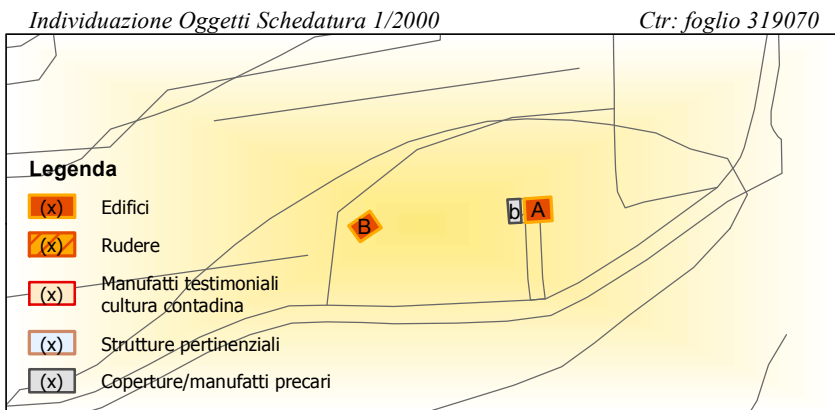 Individuazione Oggetti Schedatura 1/2000 Ctr: foglio 319070
Legenda
(x) Edifici
(x) Rudere
(x) Manufatti testimoniali
cultura contadina
(x) Strutture pertinenziali
(x) Coperture/manufatti precari
B
b A